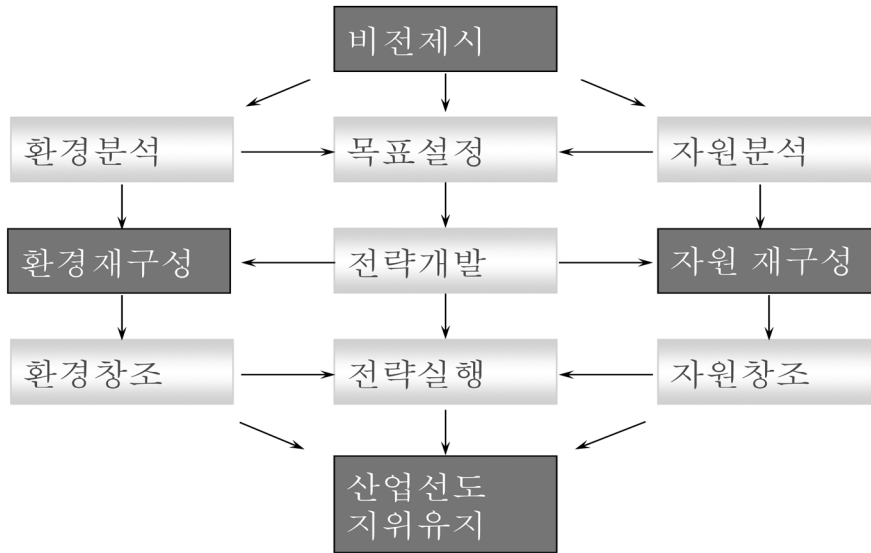 비전제시
환경분석
목표설정
자원분석
환경재구성
전략개발
자원 재구성
환경창조
전략실행
자원창조
산업선도
지위유지